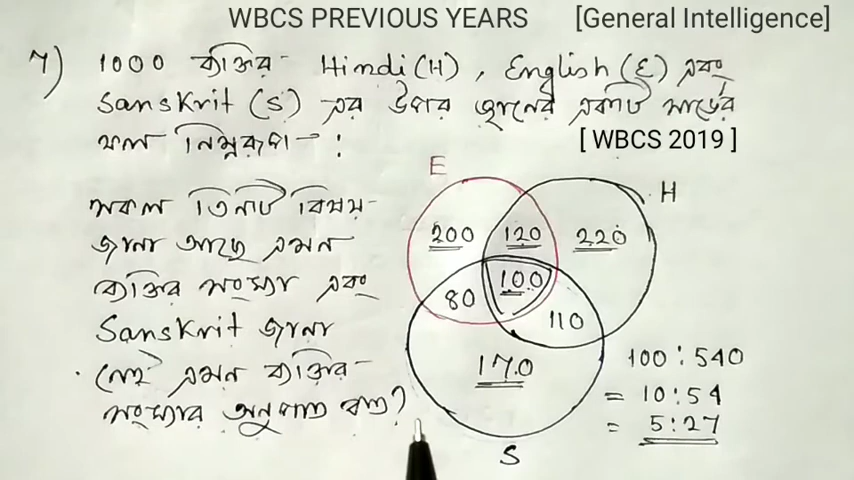 WBCS PREVIOUS YEARS [General Intelligence]
৭) 1000 ব্যক্তির Hindi (H), English (E) এবং
Sanskrit (S) এর উপর জ্ঞানের একটি সার্ভের
ফল নিম্নরূপ - :
[ WBCS 2019 ]
E
H
সকল তিনটি বিষয়
জানা আছে এমন
ব্যক্তির সংখ্যা এবং
Sanskrit জানা
নেই এমন ব্যক্তির
সংখ্যার অনুপাত কত?
200 120 220
80 100
110
170
S
100 : 540
= 10 : 54
= 5 : 27